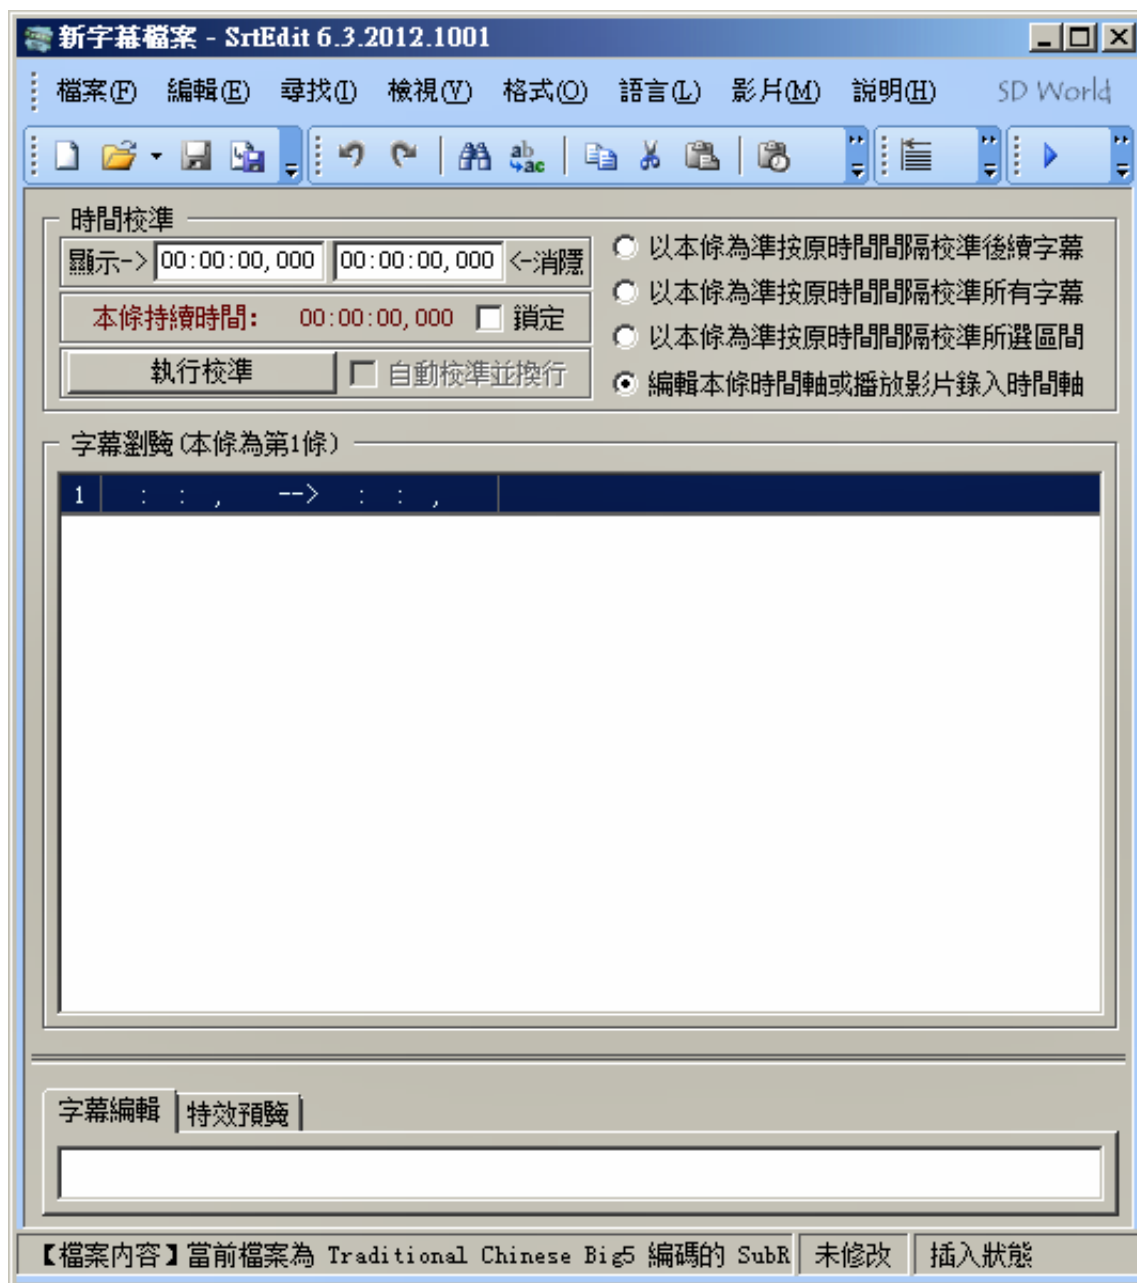 新字幕檔案 - SrtEdit 6.3.2012.1001
檔案(F) 編輯(E) 尋找(I) 檢視(V) 格式(O) 語言(L) 影片(M) 說明(H) SD World
ab
ac
時間校準
顯示-> 00:00:00,000 00:00:00,000 <-消隱
本條持續時間: 00:00:00,000 鎖定
執行校準 自動校準並換行
以本條為準按原時間間隔校準後續字幕
以本條為準按原時間間隔校準所有字幕
以本條為準按原時間間隔校準所選區間
編輯本條時間軸或播放影片錄入時間軸
字幕瀏覽(本條為第1條)
1 : : , --> : : ,
字幕編輯 特效預覽
【檔案內容】當前檔案為 Traditional Chinese Big5 編碼的 SubR 未修改 插入狀態